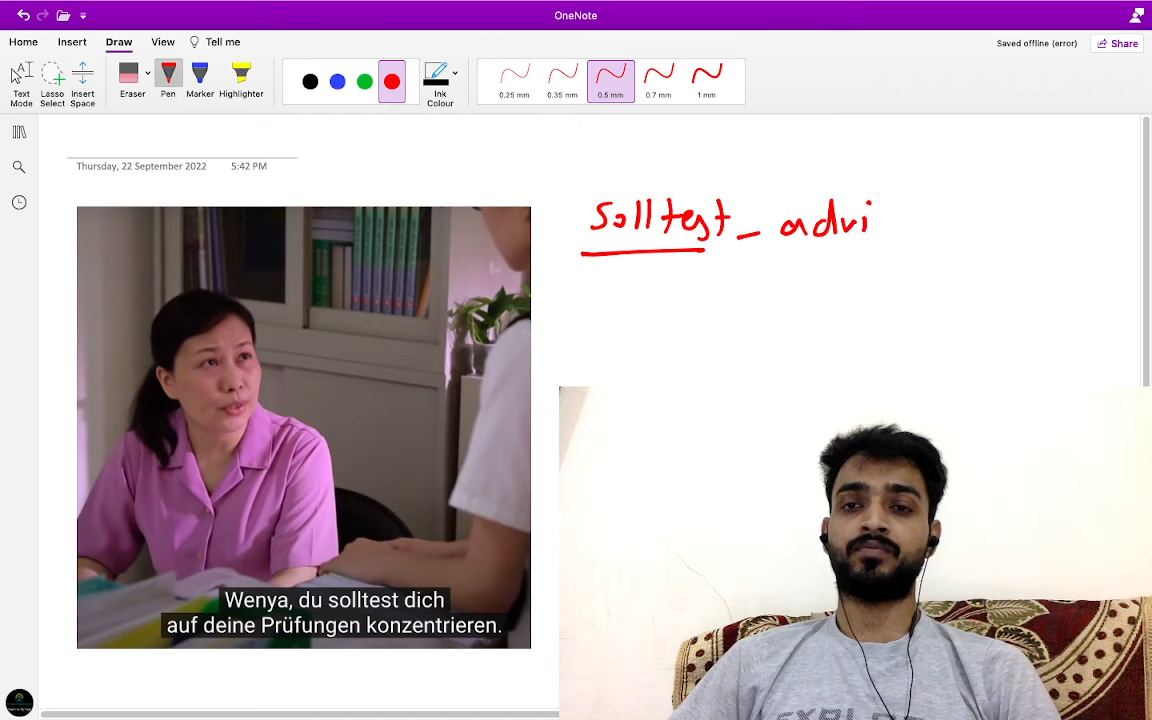 OneNote
Home Insert Draw View Tell me
Saved offline (error) Share
Text Mode
Lasso Select
Insert Space
Eraser
Pen
Marker
Highlighter
Ink Colour
0.25 mm 0.35 mm 0.5 mm 0.7 mm 1 mm
Thursday, 22 September 2022 5:42 PM
solltest_ advi
Wenya, du solltest dich
auf deine Prüfungen konzentrieren.